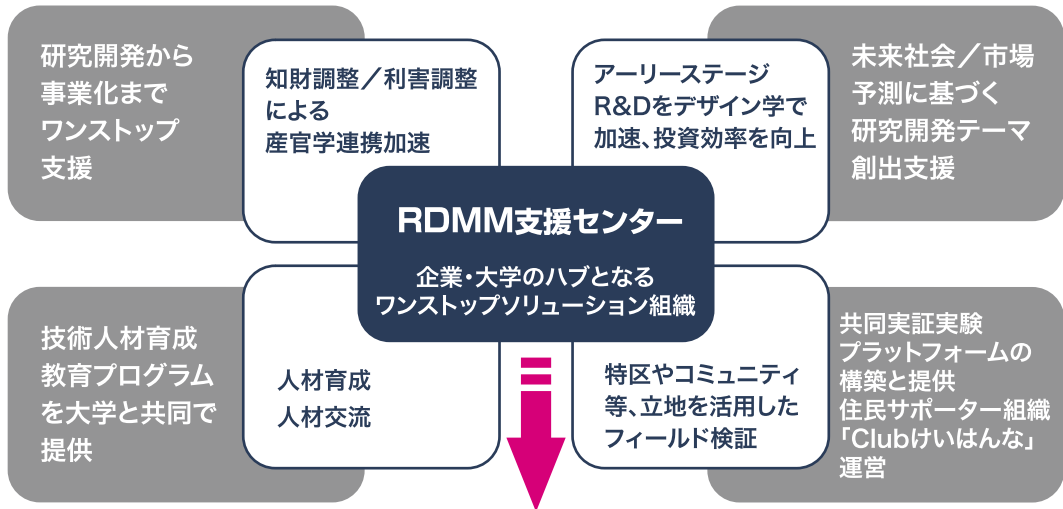 研究開発から
事業化まで
ワンストップ
支援
知財調整／利害調整
による
産官学連携加速
アーリーステージ
R&Dをデザイン学で
加速、投資効率を向上
未来社会／市場
予測に基づく
研究開発テーマ
創出支援
RDMM支援センター
企業・大学のハブとなる
ワンストップソリューション組織
技術人材育成
教育プログラム
を大学と共同で
提供
人材育成
人材交流
特区やコミュニティ
等、立地を活用した
フィールド検証
共同実証実験
プラットフォームの
構築と提供
住民サポーター組織
「Clubけいはんな」
運営